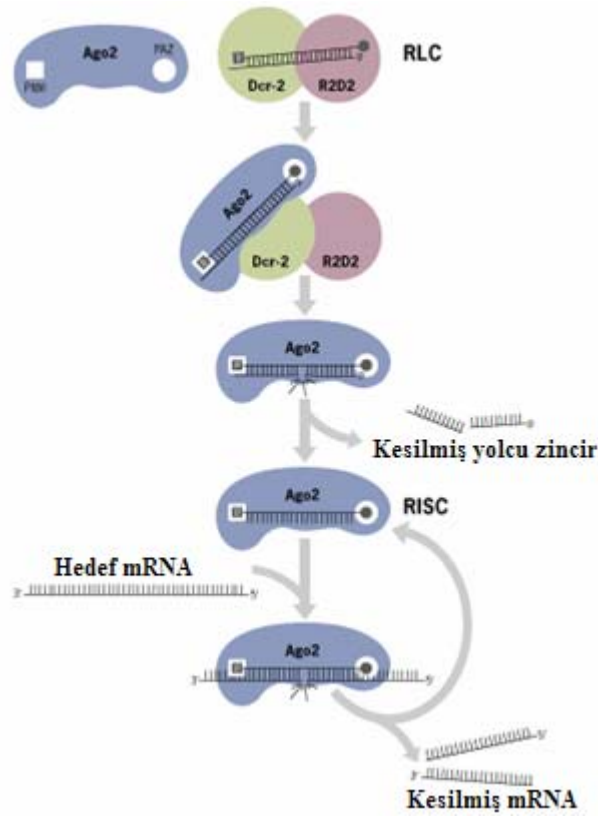 Ago2
PAZ
PIWI
RLC
Dcr-2
R2D2
Ago2
Dcr-2
R2D2
Ago2
Kesilmiş yolcu zincir
Ago2
RISC
Hedef mRNA
Ago2
Kesilmiş mRNA